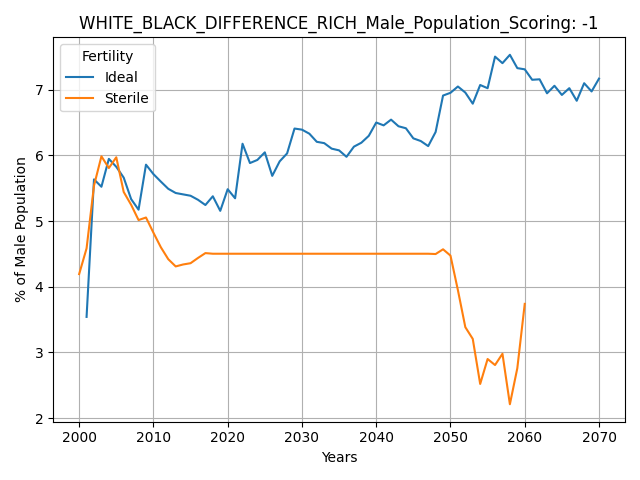 WHITE_BLACK_DIFFERENCE_RICH_Male_Population_Scoring: -1
Fertility
Ideal
Sterile
% of Male Population
7
6
5
4
3
2
2000 2010 2020 2030 2040 2050 2060 2070
Years